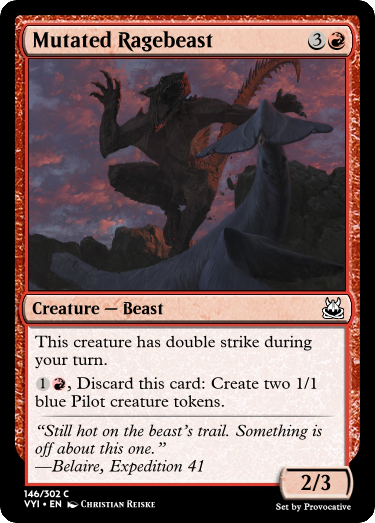 Mutated Ragebeast 3
Creature — Beast
This creature has double strike during
your turn.
1, Discard this card: Create two 1/1
blue Pilot creature tokens.
“Still hot on the beast’s trail. Something is
off about this one.”
—Belaire, Expedition 41
2/3
146/302 C
VYI • EN Christian Reiske
Set by Provocative